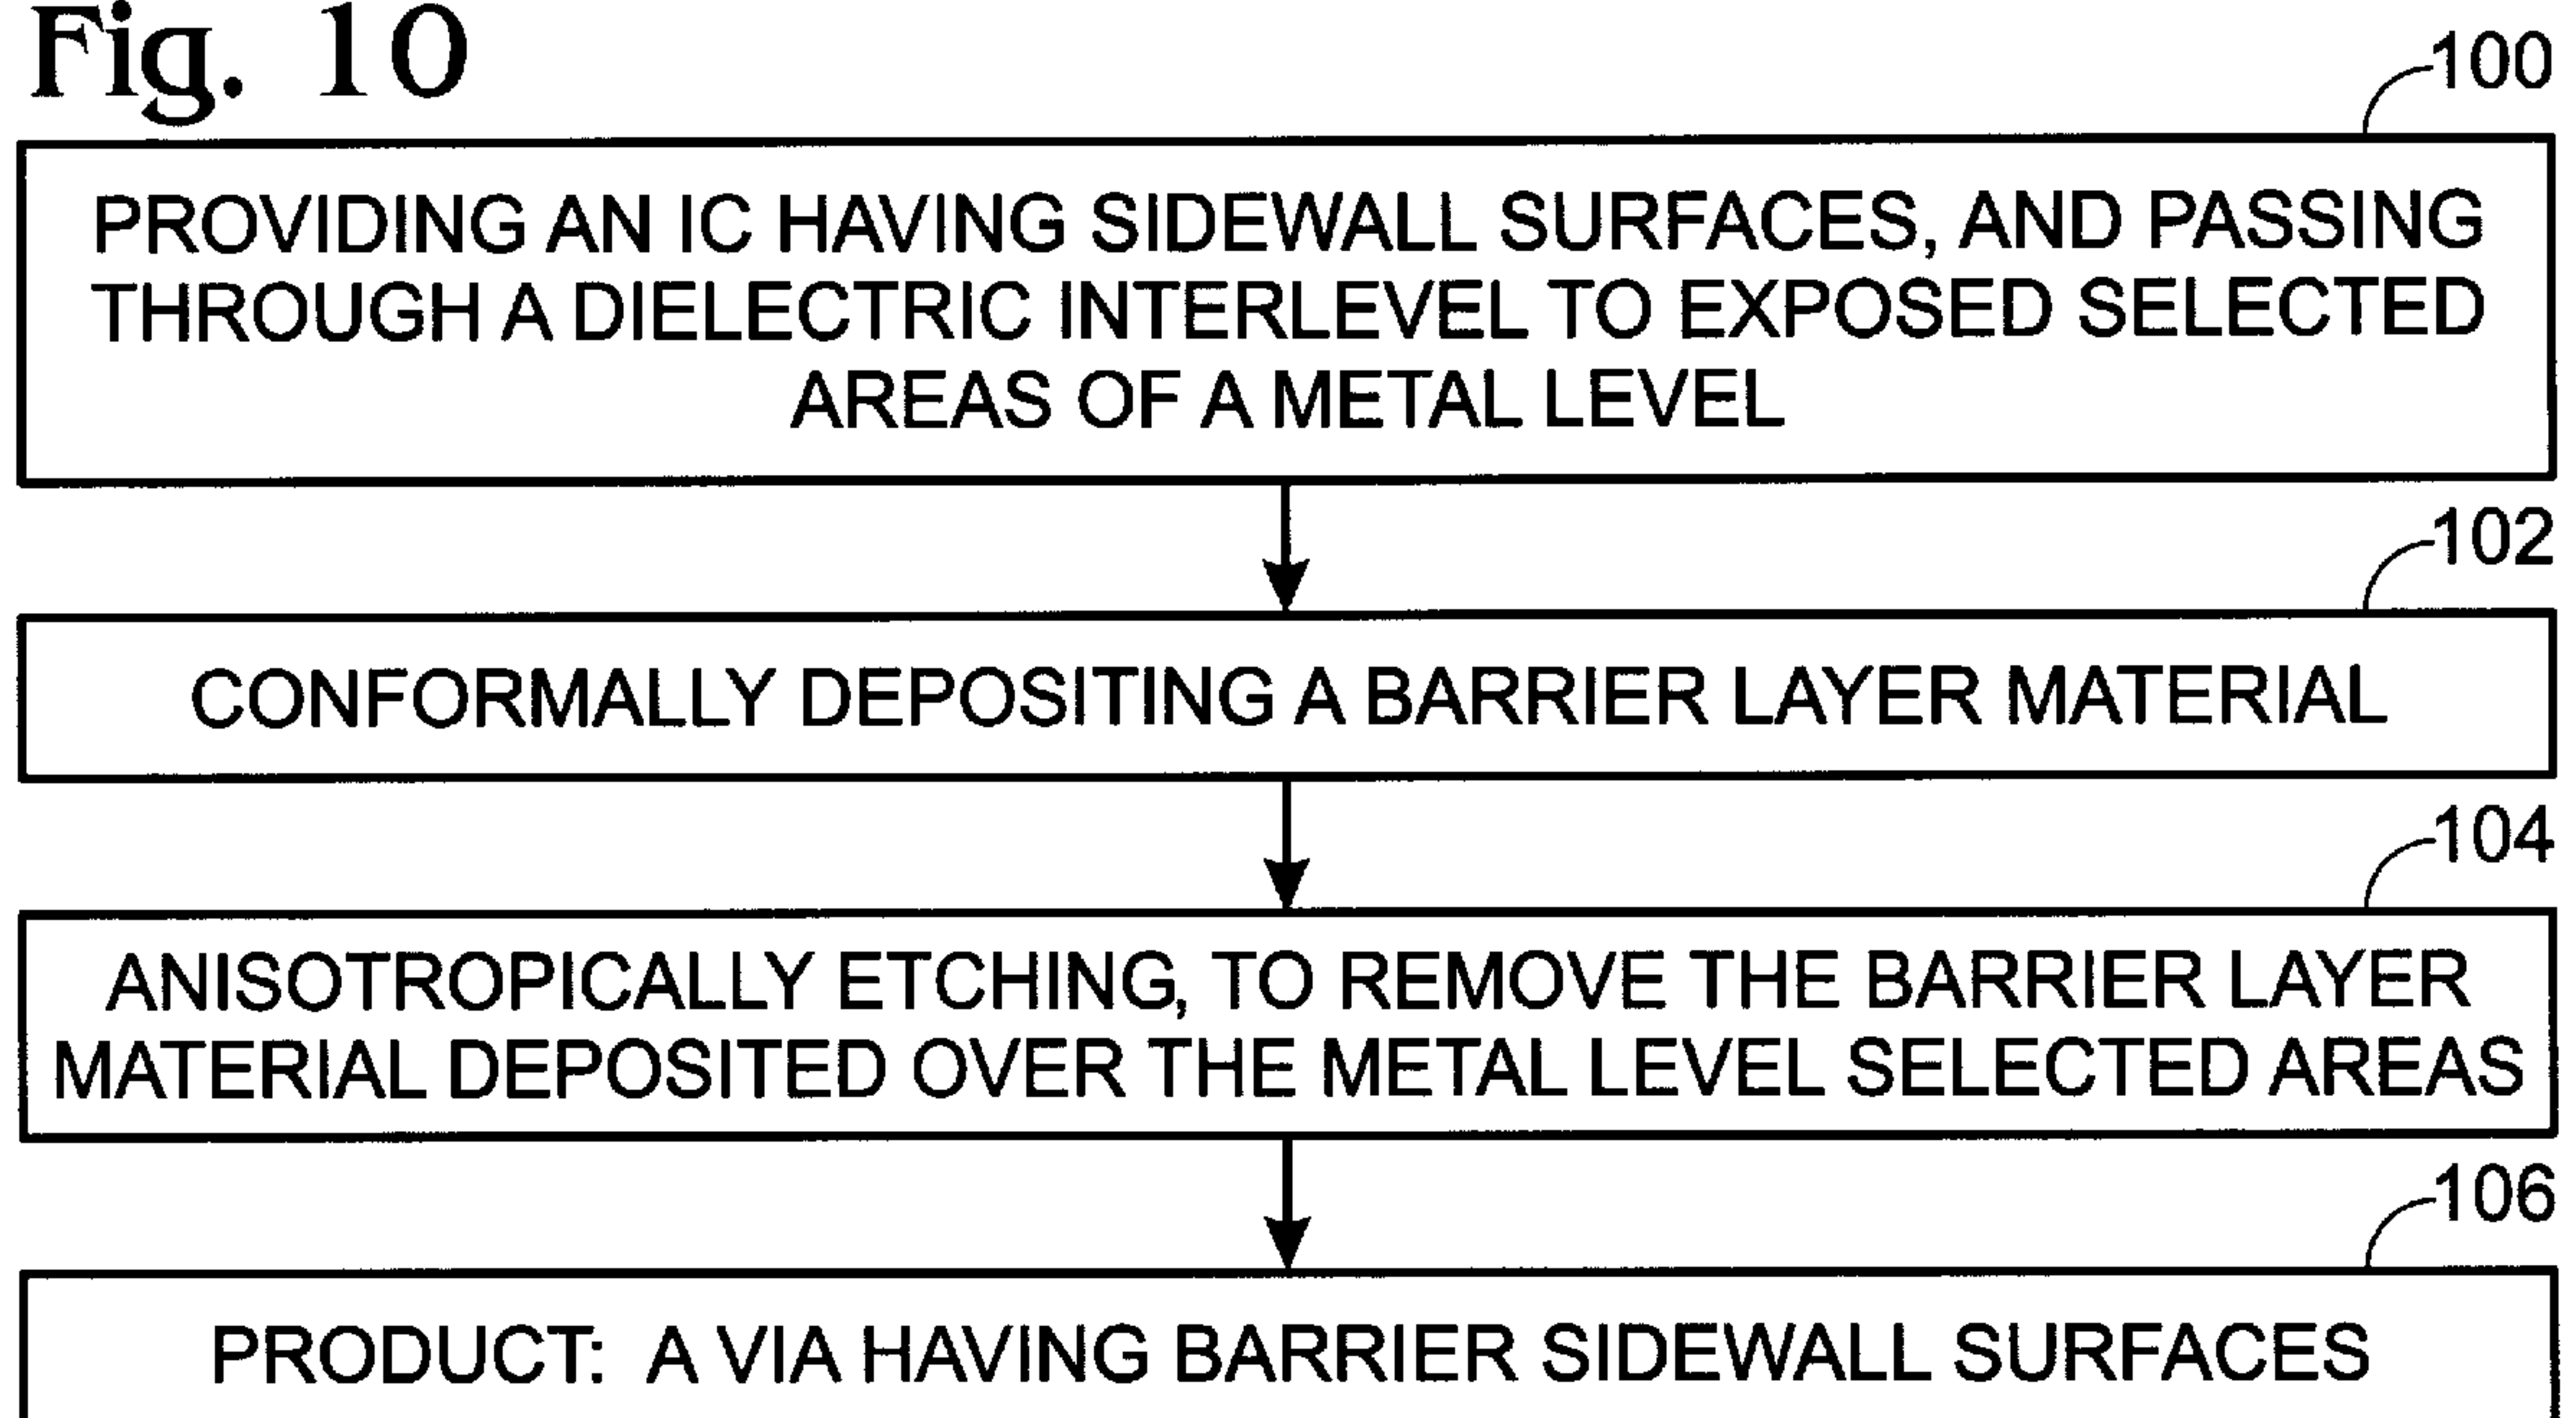 Fig. 10
100
PROVIDING AN IC HAVING SIDEWALL SURFACES, AND PASSING
THROUGH A DIELECTRIC INTERLEVEL TO EXPOSED SELECTED
AREAS OF A METAL LEVEL
102
CONFORMALLY DEPOSITING A BARRIER LAYER MATERIAL
104
ANISOTROPICALLY ETCHING, TO REMOVE THE BARRIER LAYER
MATERIAL DEPOSITED OVER THE METAL LEVEL SELECTED AREAS
106
PRODUCT: A VIA HAVING BARRIER SIDEWALL SURFACES